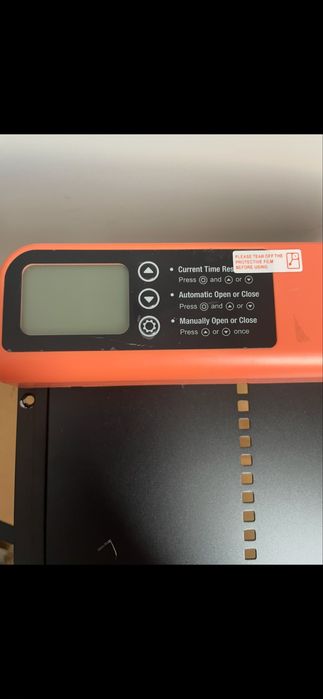 PLEASE TEAR OFF THE
PROTECTIVE FILM
BEFORE USING
• Current Time Res
Press and or
• Automatic Open or Close
Press and or
• Manually Open or Close
Press or once